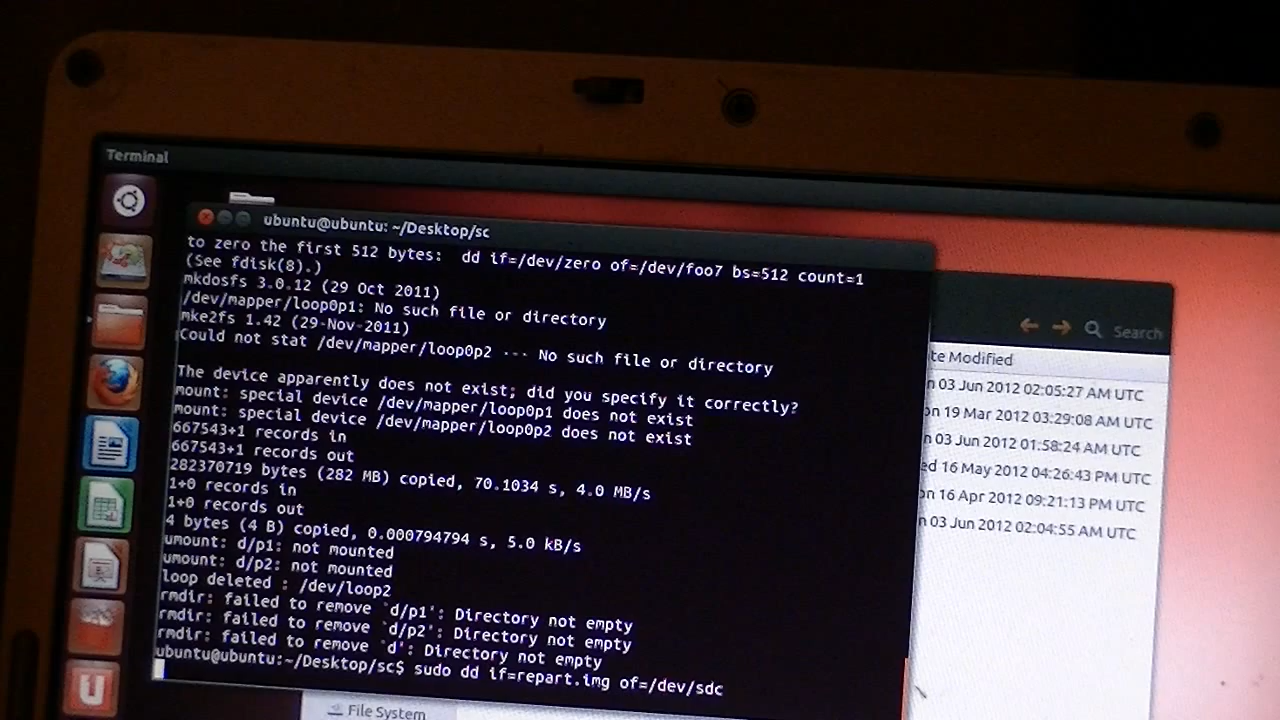 Terminal
ubuntu@ubuntu: ~/Desktop/sc
to zero the first 512 bytes:  dd if=/dev/zero of=/dev/foo7 bs=512 count=1
(See fdisk(8).)
mkdosfs 3.0.12 (29 Oct 2011)
/dev/mapper/loop0p1: No such file or directory
mke2fs 1.42 (29-Nov-2011)
Could not stat /dev/mapper/loop0p2 --- No such file or directory
The device apparently does not exist; did you specify it correctly?
mount: special device /dev/mapper/loop0p1 does not exist
mount: special device /dev/mapper/loop0p2 does not exist
667543+1 records in
667543+1 records out
282370719 bytes (282 MB) copied, 70.1034 s, 4.0 MB/s
1+0 records in
1+0 records out
4 bytes (4 B) copied, 0.000794794 s, 5.0 kB/s
umount: d/p1: not mounted
umount: d/p2: not mounted
loop deleted : /dev/loop2
rmdir: failed to remove `d/p1': Directory not empty
rmdir: failed to remove `d/p2': Directory not empty
rmdir: failed to remove `d': Directory not empty
ubuntu@ubuntu:~/Desktop/sc$ sudo dd if=repart.img of=/dev/sdc
Search
te Modified
n 03 Jun 2012 02:05:27 AM UTC
on 19 Mar 2012 03:29:08 AM UTC
n 03 Jun 2012 01:58:24 AM UTC
ed 16 May 2012 04:26:43 PM UTC
on 16 Apr 2012 09:21:13 PM UTC
n 03 Jun 2012 02:04:55 AM UTC
File System